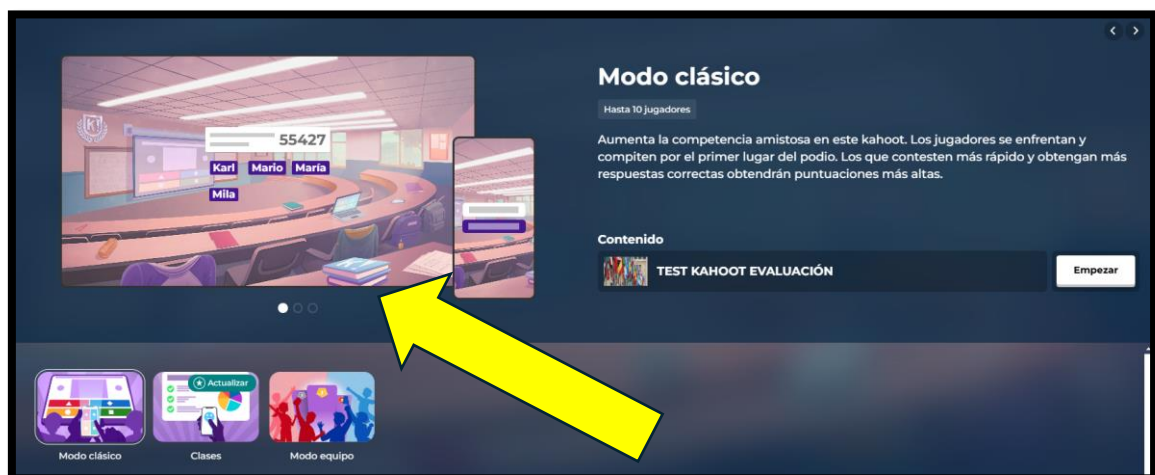 K!
55427
Karl Mario María
Mila
Modo clásico
Hasta 10 jugadores
Aumenta la competencia amistosa en este kahoot. Los jugadores se enfrentan y
compiten por el primer lugar del podio. Los que contesten más rápido y obtengan más
respuestas correctas obtendrán puntuaciones más altas.
Contenido
TEST KAHOOT EVALUACIÓN
Empezar
Actualizar
Modo clásico
Clases
Modo equipo